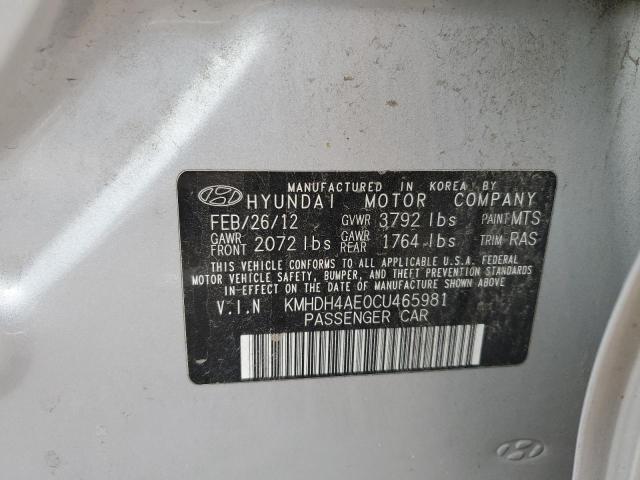 MANUFACTURED IN KOREA BY
HYUNDAI MOTOR COMPANY
FEB/26/12 GVWR 3792 lbs PAINT MTS
GAWR FRONT 2072 lbs GAWR REAR 1764 lbs TRIM RAS
THIS VEHICLE CONFORMS TO ALL APPLICABLE U.S.A. FEDERAL
MOTOR VEHICLE SAFETY, BUMPER, AND THEFT PREVENTION STANDARDS
IN EFFECT ON THE DATE OF MANUFACTURE SHOWN ABOVE
V.I.N KMHDH4AE0CU465981
PASSENGER CAR